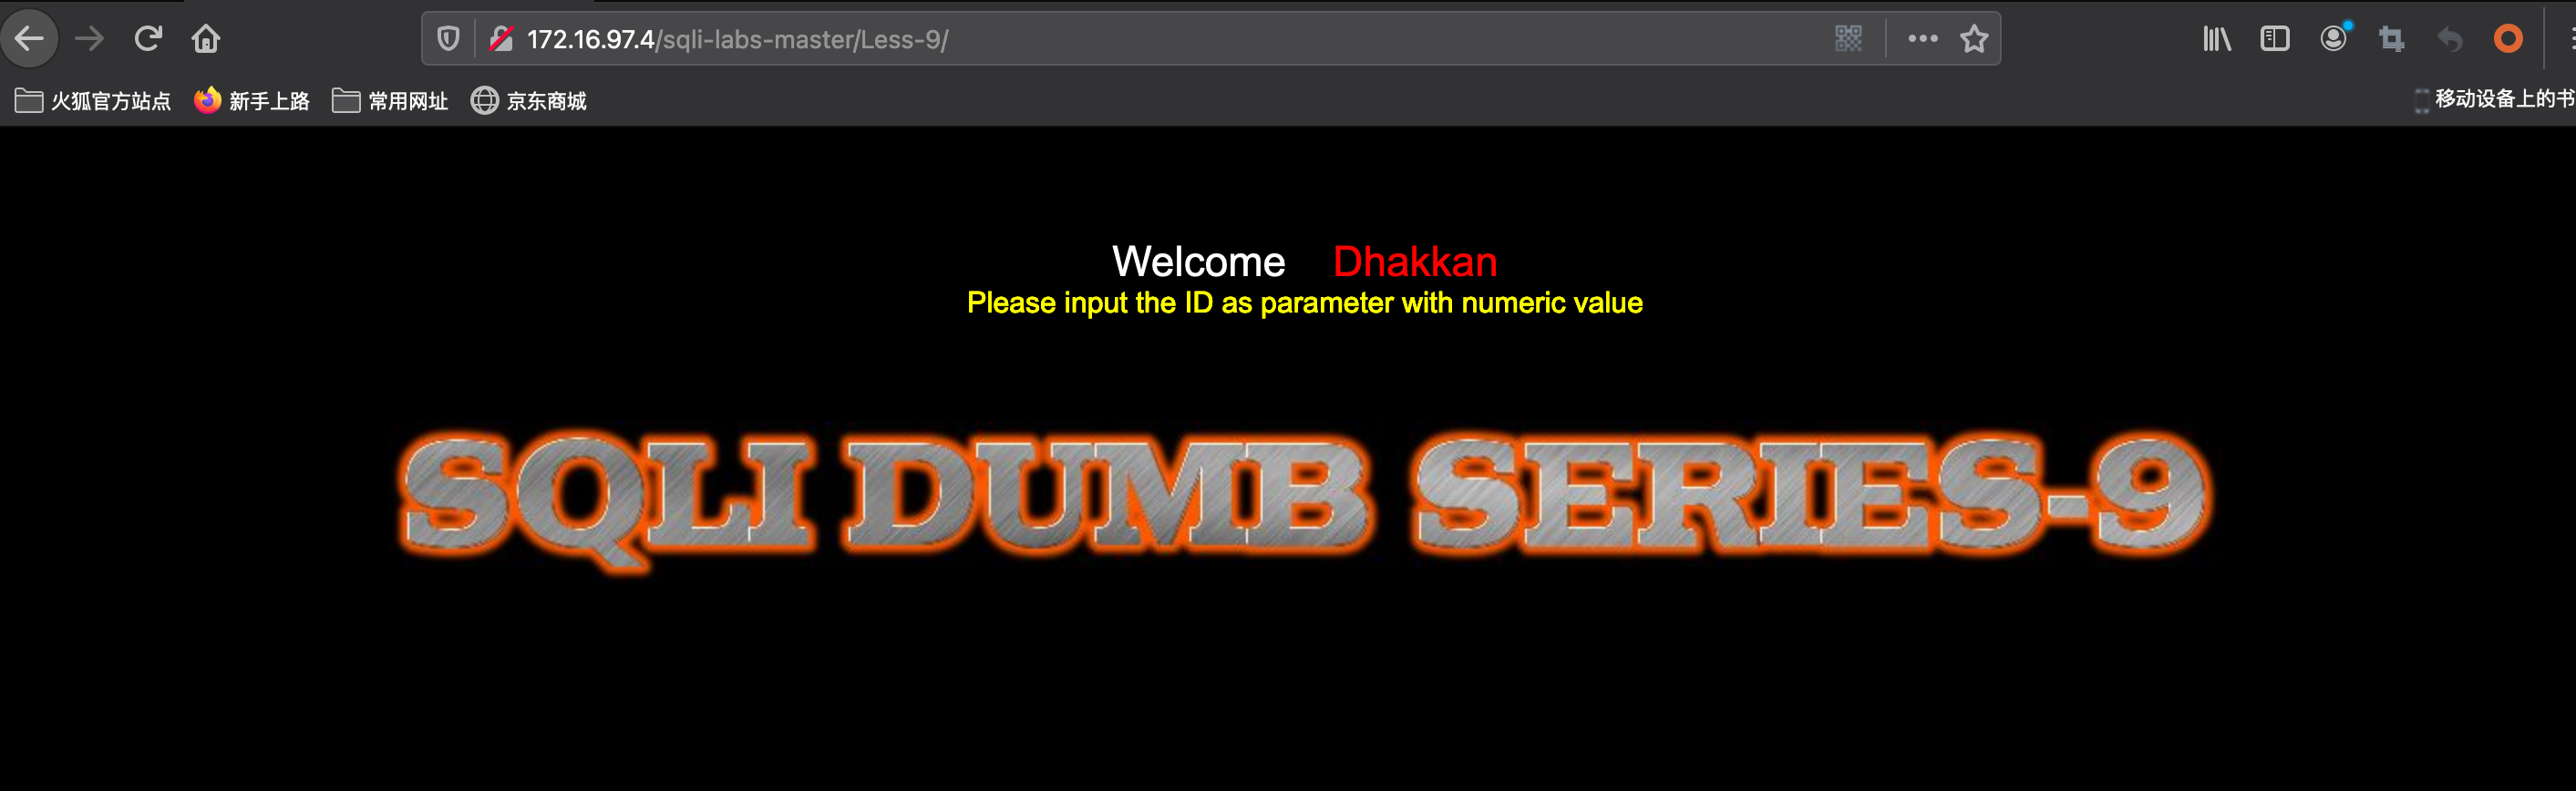 172.16.97.4/sqli-labs-master/Less-9/
火狐官方站点 新手上路 常用网址 京东商城 移动设备上的书
Welcome Dhakkan
Please input the ID as parameter with numeric value
SQLI DUMB SERIES-9